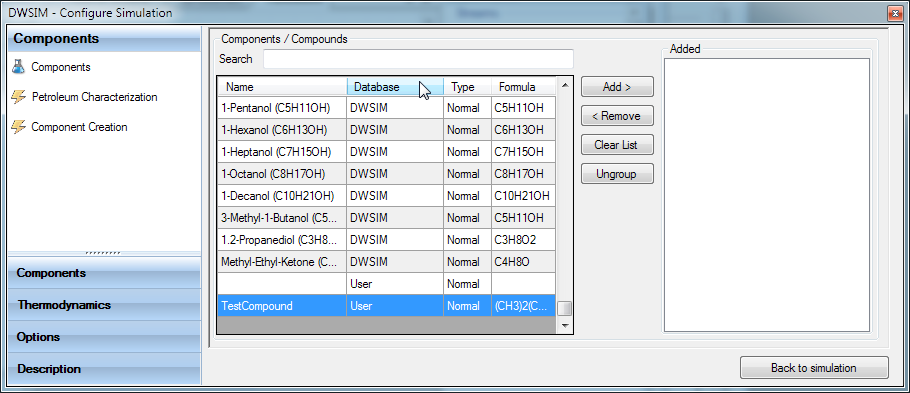 DWSIM - Configure Simulation
Components
Components
Petroleum Characterization
Component Creation
Components
Thermodynamics
Options
Description
Components / Compounds
Search
Name Database Type Formula
1-Pentanol (C5H11OH) DWSIM Normal C5H11OH
1-Hexanol (C6H13OH) DWSIM Normal C6H13OH
1-Heptanol (C7H15OH) DWSIM Normal C7H15OH
1-Octanol (C8H17OH) DWSIM Normal C8H17OH
1-Decanol (C10H21OH) DWSIM Normal C10H21OH
3-Methyl-1-Butanol (C5... DWSIM Normal C5H11OH
1.2-Propanediol (C3H8... DWSIM Normal C3H8O2
Methyl-Ethyl-Ketone (C... DWSIM Normal C4H8O
User Normal
TestCompound User Normal (CH3)2(C...
Add >
< Remove
Clear List
Ungroup
Added
Back to simulation